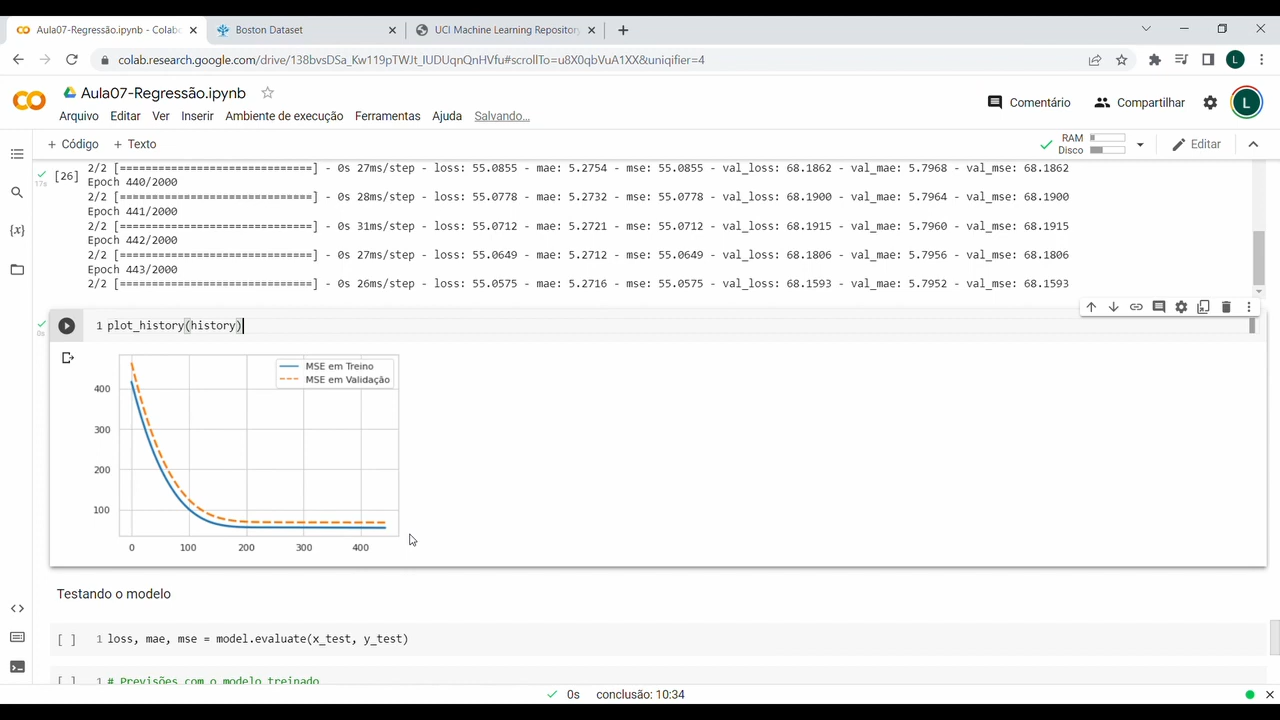 Aula07-Regressão.ipynb - Colab
Boston Dataset
UCI Machine Learning Repository
colab.research.google.com/drive/138bvsDSa_Kw119pTWJt_IUDUqnQnHVfu#scrollTo=u8X0qbVuA1XX&uniqifier=4
L
Aula07-Regressão.ipynb
Comentário
Compartilhar
L
Arquivo Editar Ver Inserir Ambiente de execução Ferramentas Ajuda Salvando...
+ Código + Texto
RAM
Disco
Editar
[26]
17s
2/2 [==============================] - 0s 27ms/step - loss: 55.0855 - mae: 5.2754 - mse: 55.0855 - val_loss: 68.1862 - val_mae: 5.7968 - val_mse: 68.1862
Epoch 440/2000
2/2 [==============================] - 0s 28ms/step - loss: 55.0778 - mae: 5.2732 - mse: 55.0778 - val_loss: 68.1900 - val_mae: 5.7964 - val_mse: 68.1900
Epoch 441/2000
2/2 [==============================] - 0s 31ms/step - loss: 55.0712 - mae: 5.2721 - mse: 55.0712 - val_loss: 68.1915 - val_mae: 5.7960 - val_mse: 68.1915
Epoch 442/2000
2/2 [==============================] - 0s 27ms/step - loss: 55.0649 - mae: 5.2712 - mse: 55.0649 - val_loss: 68.1806 - val_mae: 5.7956 - val_mse: 68.1806
Epoch 443/2000
2/2 [==============================] - 0s 26ms/step - loss: 55.0575 - mae: 5.2716 - mse: 55.0575 - val_loss: 68.1593 - val_mae: 5.7952 - val_mse: 68.1593
0s
1 plot_history(history)
MSE em Treino
MSE em Validação
400
300
200
100
0 100 200 300 400
Testando o modelo
[ ] 1 loss, mae, mse = model.evaluate(x_test, y_test)
[ ] 1 # Previsões com o modelo treinado
0s conclusão: 10:34